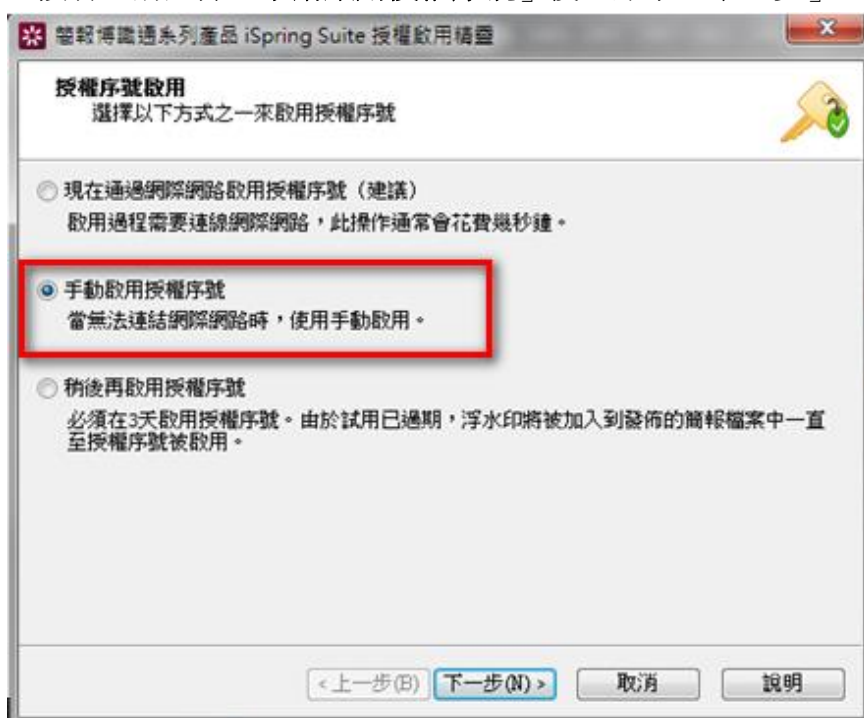 簡報博識通系列產品 iSpring Suite 授權啟用精靈
授權序號啟用
選擇以下方式之一來啟用授權序號
現在通過網際網路啟用授權序號（建議）
啟用過程需要連線網際網路，此操作通常會花費幾秒鐘。
手動啟用授權序號
當無法連結網際網路時，使用手動啟用。
稍後再啟用授權序號
必須在3天啟用授權序號。由於試用已過期，浮水印將被加入到發佈的簡報檔案中一直
至授權序號被啟用。
<上一步(B) 下一步(N)> 取消 說明